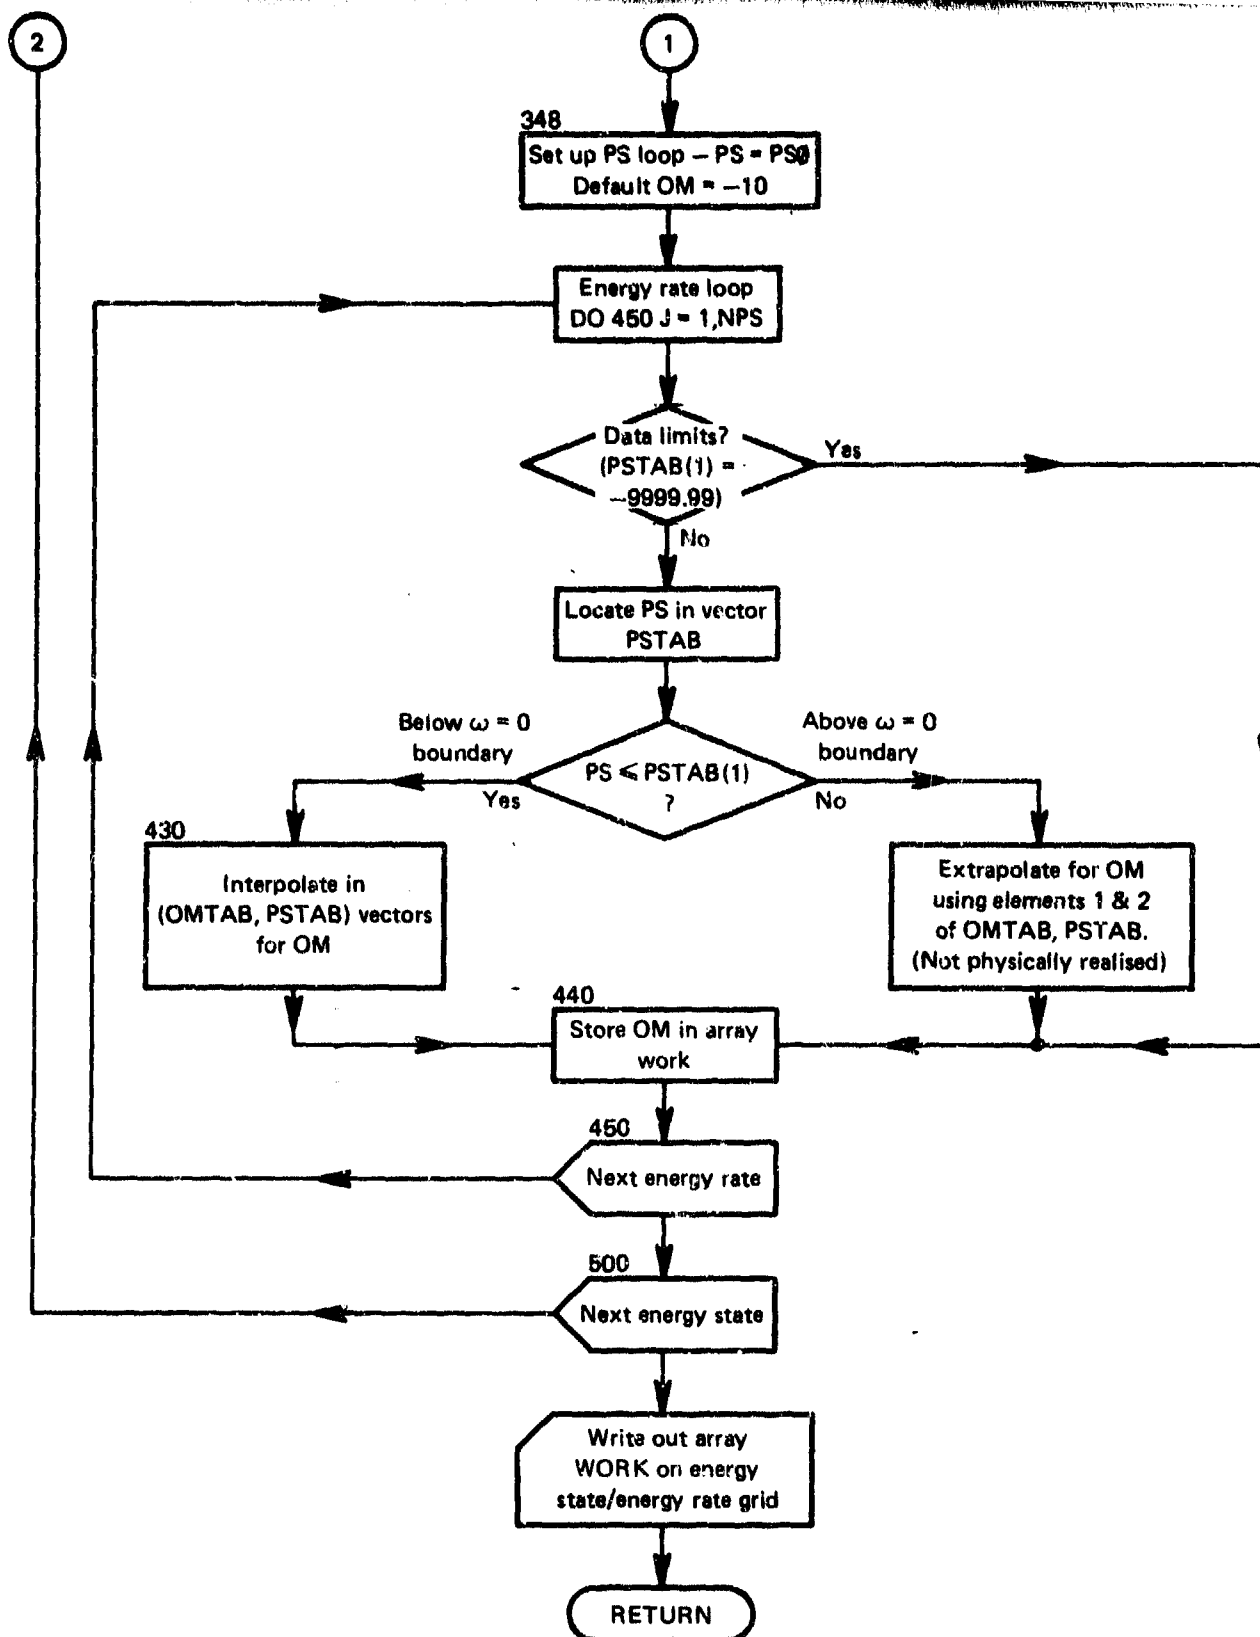 2
1
348
Set up PS loop — PS = PSØ
Default OM = —10
Energy rate loop
DO 450 J = 1,NPS
Data limits?
(PSTAB(1) =
—9999.99)
Yes
No
Locate PS in vector
PSTAB
Below ω = 0
boundary
Above ω = 0
boundary
PS ⩽ PSTAB(1)
?
Yes
No
430
Interpolate in
(OMTAB, PSTAB) vectors
for OM
Extrapolate for OM
using elements 1 & 2
of OMTAB, PSTAB.
(Not physically realised)
440
Store OM in array
work
450
Next energy rate
500
Next energy state
Write out array
WORK on energy
state/energy rate grid
RETURN